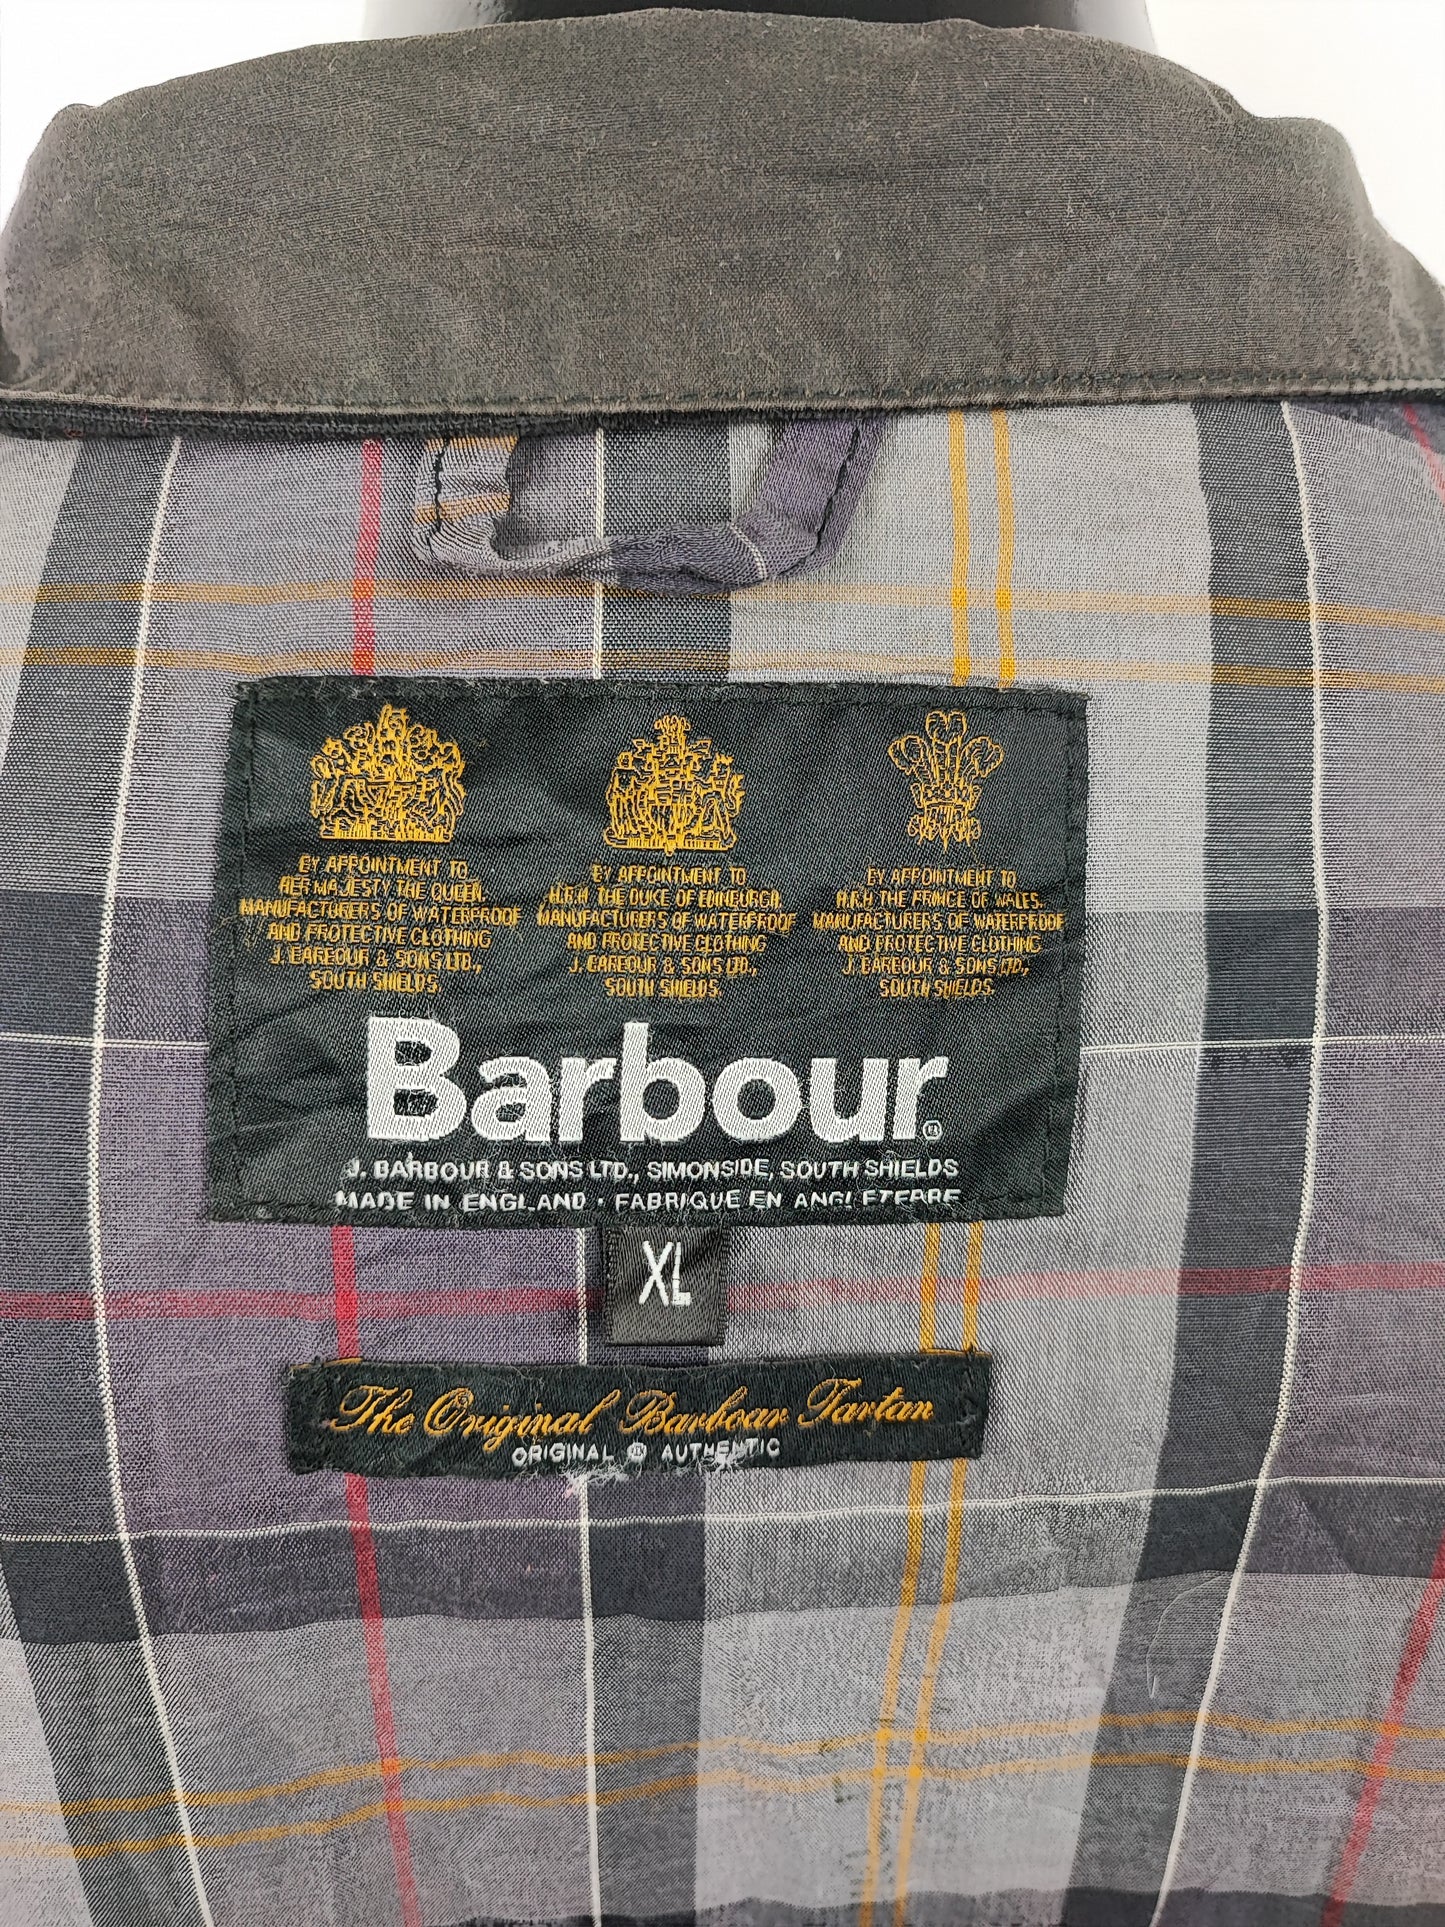 BY APPOINTMENT TO
HER MAJESTY THE QUEEN.
MANUFACTURERS OF WATERPROOF
AND PROTECTIVE CLOTHING
J. BARBOUR & SONS LTD.,
SOUTH SHIELDS.
BY APPOINTMENT TO
H.R.H THE DUKE OF EDINBURGH.
MANUFACTURERS OF WATERPROOF
AND PROTECTIVE CLOTHING
J. BARBOUR & SONS LTD.,
SOUTH SHIELDS.
BY APPOINTMENT TO
H.R.H THE PRINCE OF WALES.
MANUFACTURERS OF WATERPROOF
AND PROTECTIVE CLOTHING
J. BARBOUR & SONS LTD.,
SOUTH SHIELDS.
Barbour®
J. BARBOUR & SONS LTD., SIMONSIDE, SOUTH SHIELDS
MADE IN ENGLAND · FABRIQUE EN ANGLETERRE
XL
The Original Barbour Tartan
ORIGINAL ® AUTHENTIC